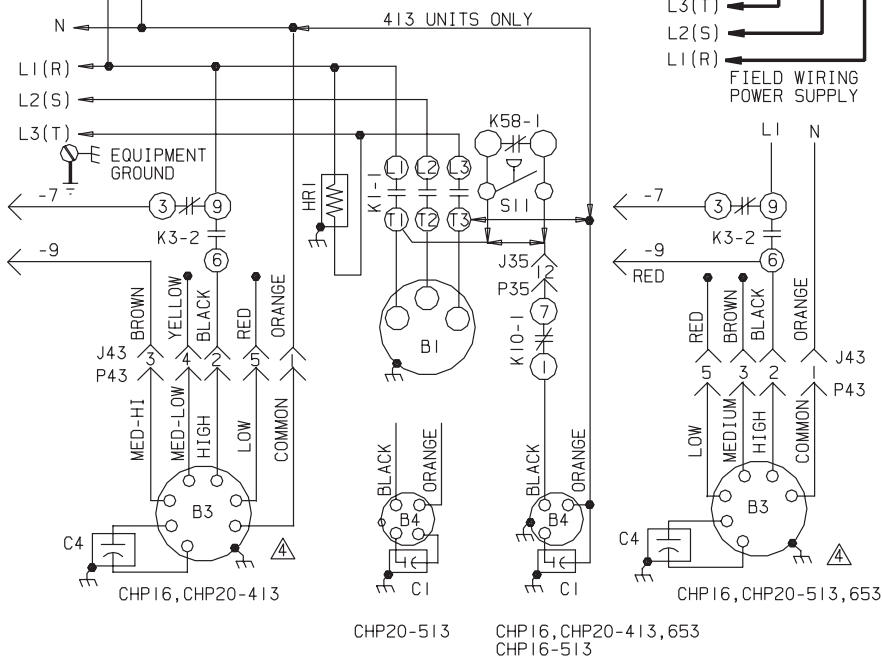 N
413 UNITS ONLY
L3(T)
L2(S)
L1(R)
FIELD WIRING
POWER SUPPLY
L1(R)
L2(S)
L3(T)
EQUIPMENT
GROUND
K58-1
L1 N
HR1
K1-1
L1 L2 L3
T1 T2 T3
S11
-7
3 9
K3-2
-9
6
-7
3 9
K3-2
-9
RED
6
J35
12
P35
7
K10-1
1
B1
BROWN
YELLOW
BLACK
RED
ORANGE
J43
3 4 2 5 1
P43
MED-HI
MED-LOW
HIGH
LOW
COMMON
B3
C4
4
CHP16,CHP20-413
BLACK
ORANGE
B4
C1
CHP20-513
BLACK
ORANGE
B4
C1
CHP16,CHP20-413,653
CHP16-513
RED
BROWN
BLACK
ORANGE
J43
5 3 2 1
P43
LOW
MEDIUM
HIGH
COMMON
B3
C4
4
CHP16,CHP20-513,653